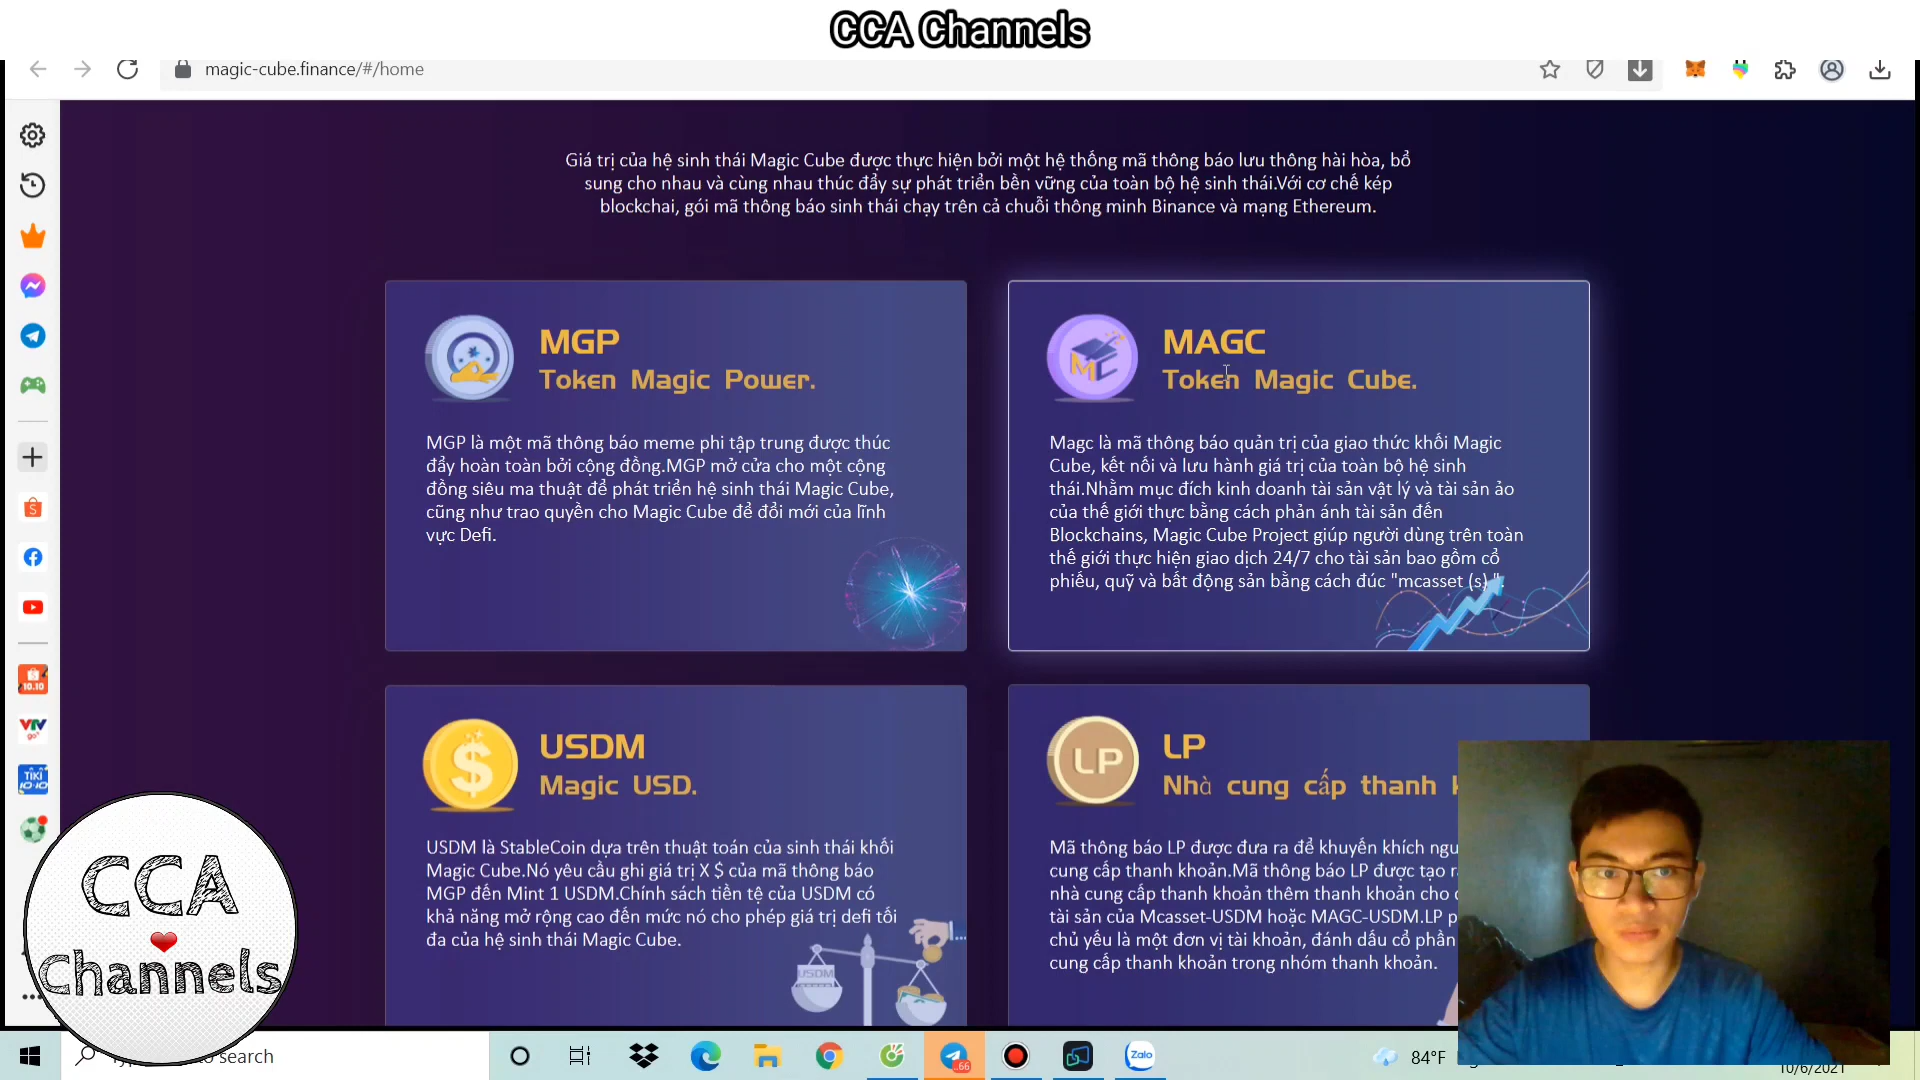 CCA Channels
magic-cube.finance/#/home
Giá trị của hệ sinh thái Magic Cube được thực hiện bởi một hệ thống mã thông báo lưu thông hài hòa, bổ
sung cho nhau và cùng nhau thúc đẩy sự phát triển bền vững của toàn bộ hệ sinh thái.Với cơ chế kép
blockchai, gói mã thông báo sinh thái chạy trên cả chuỗi thông minh Binance và mạng Ethereum.
MGP
Token Magic Power.
MGP là một mã thông báo meme phi tập trung được thúc
đẩy hoàn toàn bởi cộng đồng.MGP mở cửa cho một cộng
đồng siêu ma thuật để phát triển hệ sinh thái Magic Cube,
cũng như trao quyền cho Magic Cube để đổi mới của lĩnh
vực Defi.
MAGC
Token Magic Cube.
Magc là mã thông báo quản trị của giao thức khối Magic
Cube, kết nối và lưu hành giá trị của toàn bộ hệ sinh
thái.Nhằm mục đích kinh doanh tài sản vật lý và tài sản ảo
của thế giới thực bằng cách phản ánh tài sản đến
Blockchains, Magic Cube Project giúp người dùng trên toàn
thế giới thực hiện giao dịch 24/7 cho tài sản bao gồm cổ
phiếu, quỹ và bất động sản bằng cách đúc "mcasset (s) ".
USDM
Magic USD.
USDM là StableCoin dựa trên thuật toán của sinh thái khối
Magic Cube.Nó yêu cầu ghi giá trị X $ của mã thông báo
MGP đến Mint 1 USDM.Chính sách tiền tệ của USDM có
khả năng mở rộng cao đến mức nó cho phép giá trị defi tối
đa của hệ sinh thái Magic Cube.
USDM
LP
LP
Nhà cung cấp thanh
Mã thông báo LP được đưa ra để khuyến khích
cung cấp thanh khoản.Mã thông báo LP được tạo
nhà cung cấp thanh khoản thêm thanh khoản cho
tài sản của Mcasset-USDM hoặc MAGC-USDM.LP
chủ yếu là một đơn vị tài khoản, đánh dấu cổ phần
cung cấp thanh khoản trong nhóm thanh khoản.
10.10
VTV
go
TIKI
10·10
CCA
Channels
search
66
Zalo
84°F
10/6/2021